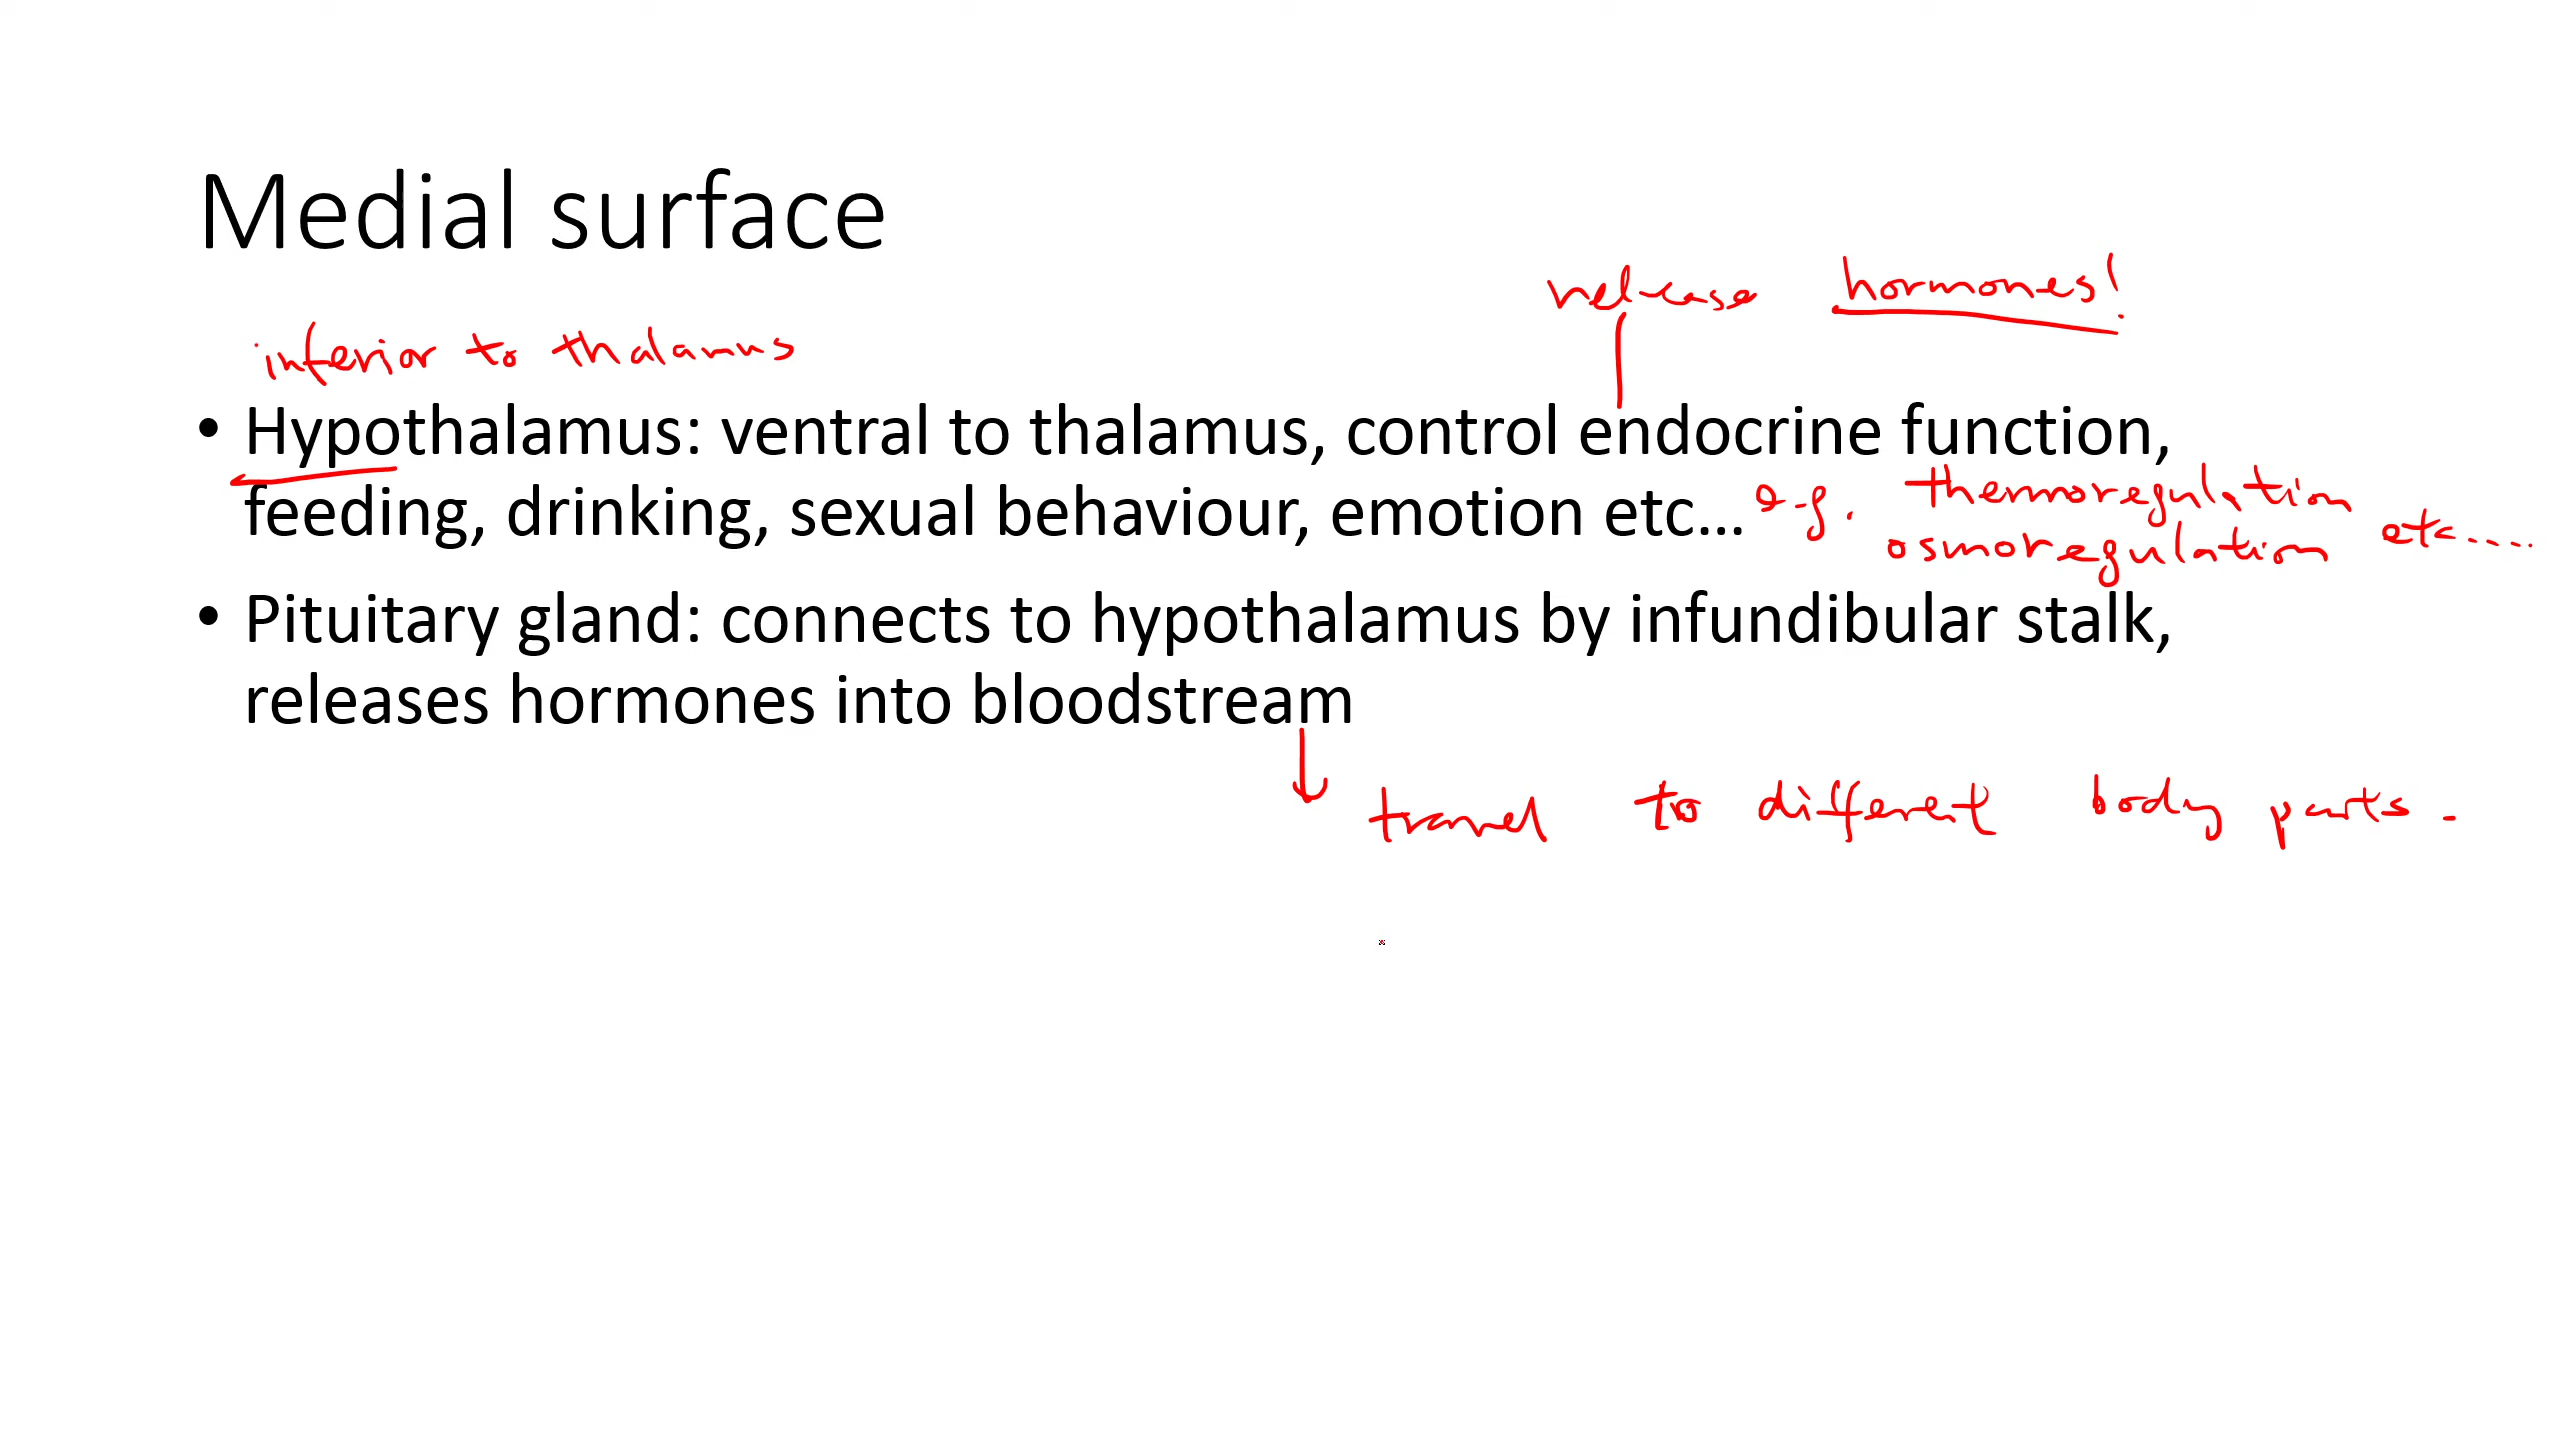 Medial surface
release hormones!
inferior to thalamus
• Hypothalamus: ventral to thalamus, control endocrine function,
feeding, drinking, sexual behaviour, emotion etc... e.g. thermoregulation
osmoregulation etc.....
• Pituitary gland: connects to hypothalamus by infundibular stalk,
releases hormones into bloodstream
travel to different body parts.